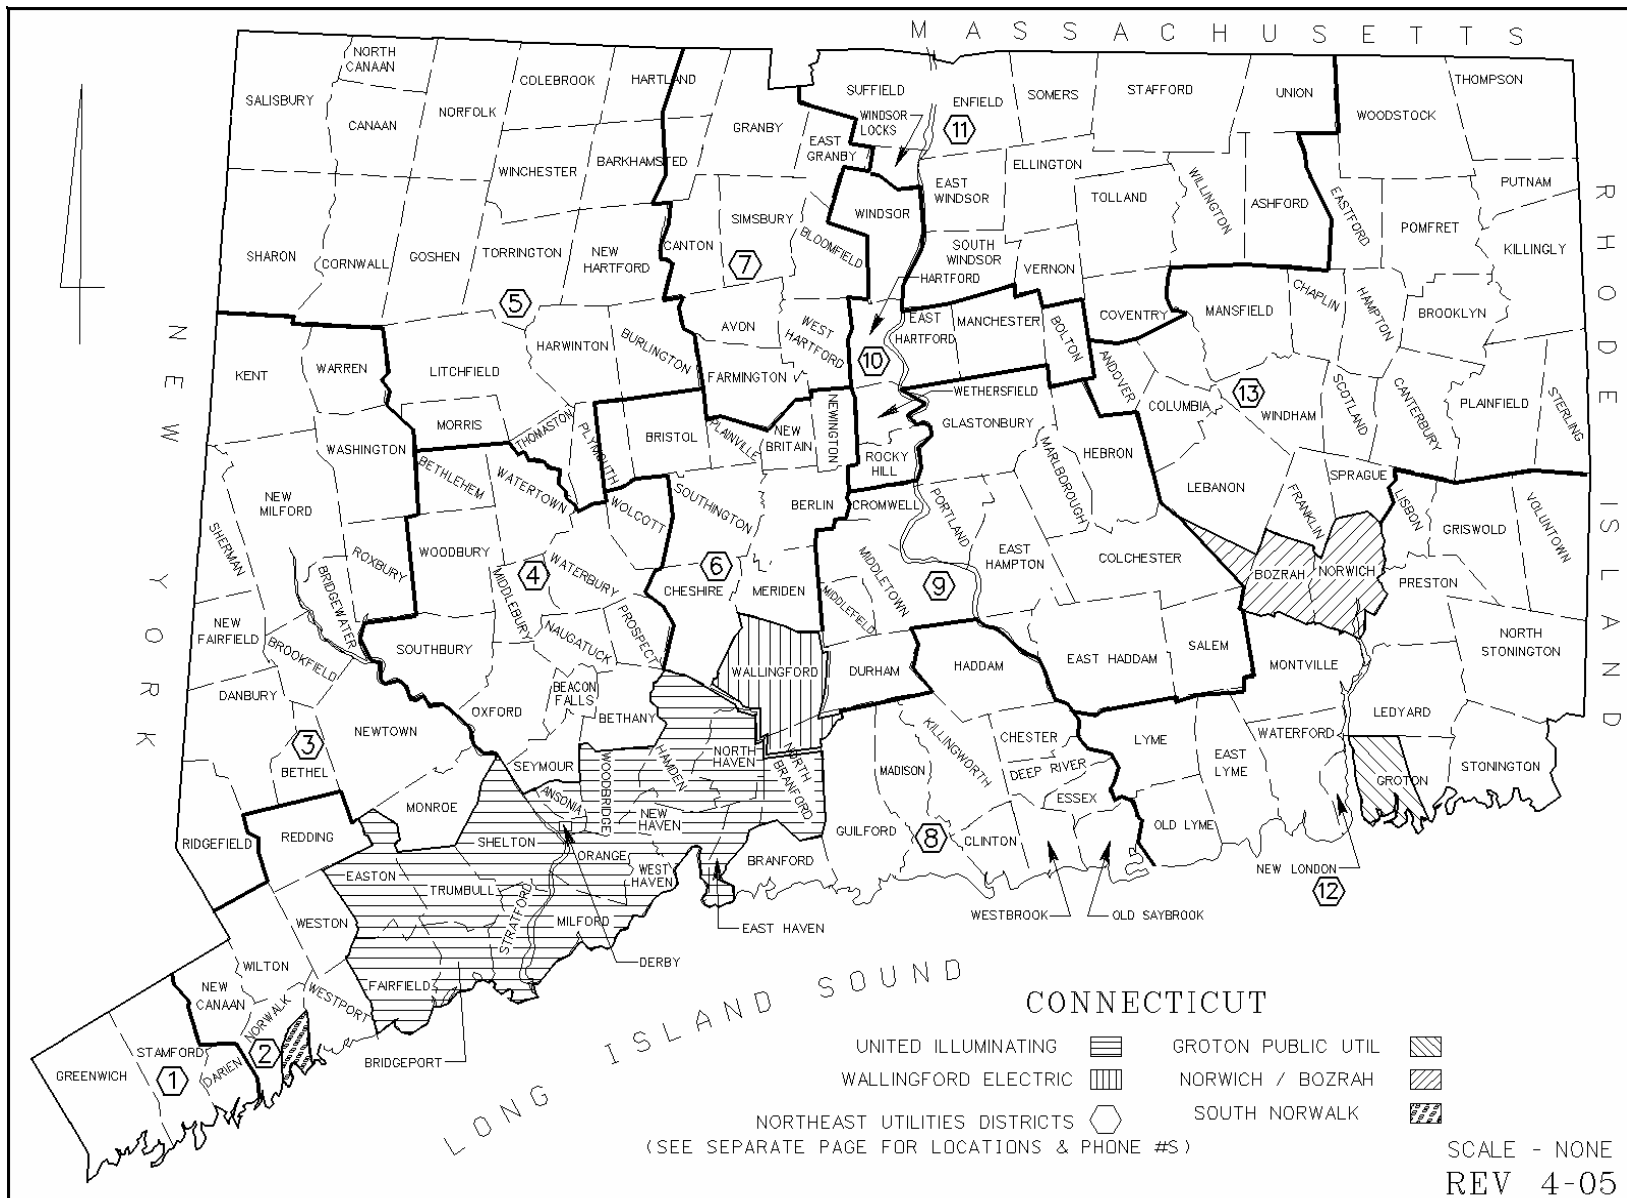 MASSACHUSETTS
NORTH
CANAAN
COLEBROOK
HARTLAND
SALISBURY
CANAAN
NORFOLK
SUFFIELD
ENFIELD
SOMERS
STAFFORD
UNION
THOMPSON
WOODSTOCK
WINDSOR
LOCKS
11
GRANBY
EAST
GRANBY
BARKHAMSTED
WINCHESTER
ELLINGTON
EAST
WINDSOR
TOLLAND
WILLINGTON
ASHFORD
EASTFORD
PUTNAM
POMFRET
KILLINGLY
RHODE ISLAND
SIMSBURY
BLOOMFIELD
WINDSOR
SHARON
CORNWALL
GOSHEN
TORRINGTON
NEW
HARTFORD
CANTON
7
SOUTH
WINDSOR
VERNON
HARTFORD
5
NEW YORK
HARWINTON
BURLINGTON
AVON
WEST
HARTFORD
EAST
HARTFORD
MANCHESTER
BOLTON
COVENTRY
MANSFIELD
CHAPLIN
HAMPTON
BROOKLYN
KENT
WARREN
LITCHFIELD
FARMINGTON
10
WETHERSFIELD
ANDOVER
COLUMBIA
13
WINDHAM
SCOTLAND
CANTERBURY
PLAINFIELD
STERLING
MORRIS
THOMASTON
PLYMOUTH
BRISTOL
PLAINVILLE
NEW
BRITAIN
NEWINGTON
GLASTONBURY
MARLBOROUGH
HEBRON
WASHINGTON
BETHLEHEM
WATERTOWN
WOLCOTT
SOUTHINGTON
BERLIN
ROCKY
HILL
CROMWELL
PORTLAND
LEBANON
FRANKLIN
SPRAGUE
LISBON
GRISWOLD
VOLUNTOWN
NEW
MILFORD
SHERMAN
ROXBURY
WOODBURY
4
WATERBURY
MIDDLEBURY
6
CHESHIRE
MERIDEN
MIDDLETOWN
MIDDLEFIELD
9
EAST
HAMPTON
COLCHESTER
BOZRAH
NORWICH
PRESTON
BRIDGEWATER
NEW
FAIRFIELD
BROOKFIELD
SOUTHBURY
NAUGATUCK
PROSPECT
WALLINGFORD
DURHAM
HADDAM
EAST HADDAM
SALEM
MONTVILLE
NORTH
STONINGTON
DANBURY
NEWTOWN
OXFORD
BEACON
FALLS
BETHANY
3
BETHEL
SEYMOUR
WOODBRIDGE
HAMDEN
NORTH
HAVEN
NORTH
BRANFORD
MADISON
KILLINGWORTH
CHESTER
DEEP RIVER
ESSEX
LYME
EAST
LYME
WATERFORD
LEDYARD
GROTON
STONINGTON
MONROE
ANSONIA
NEW
HAVEN
RIDGEFIELD
REDDING
SHELTON
ORANGE
WEST
HAVEN
BRANFORD
GUILFORD
8
CLINTON
OLD LYME
NEW LONDON
12
EASTON
TRUMBULL
STRATFORD
MILFORD
WESTBROOK
OLD SAYBROOK
WESTON
EAST HAVEN
DERBY
WILTON
NEW
CANAAN
NORWALK
WESTPORT
FAIRFIELD
BRIDGEPORT
STAMFORD
GREENWICH
1
DARIEN
2
LONG ISLAND SOUND
CONNECTICUT
UNITED ILLUMINATING
GROTON PUBLIC UTIL
WALLINGFORD ELECTRIC
NORWICH / BOZRAH
NORTHEAST UTILITIES DISTRICTS
SOUTH NORWALK
(SEE SEPARATE PAGE FOR LOCATIONS & PHONE #S)
SCALE - NONE
REV 4-05